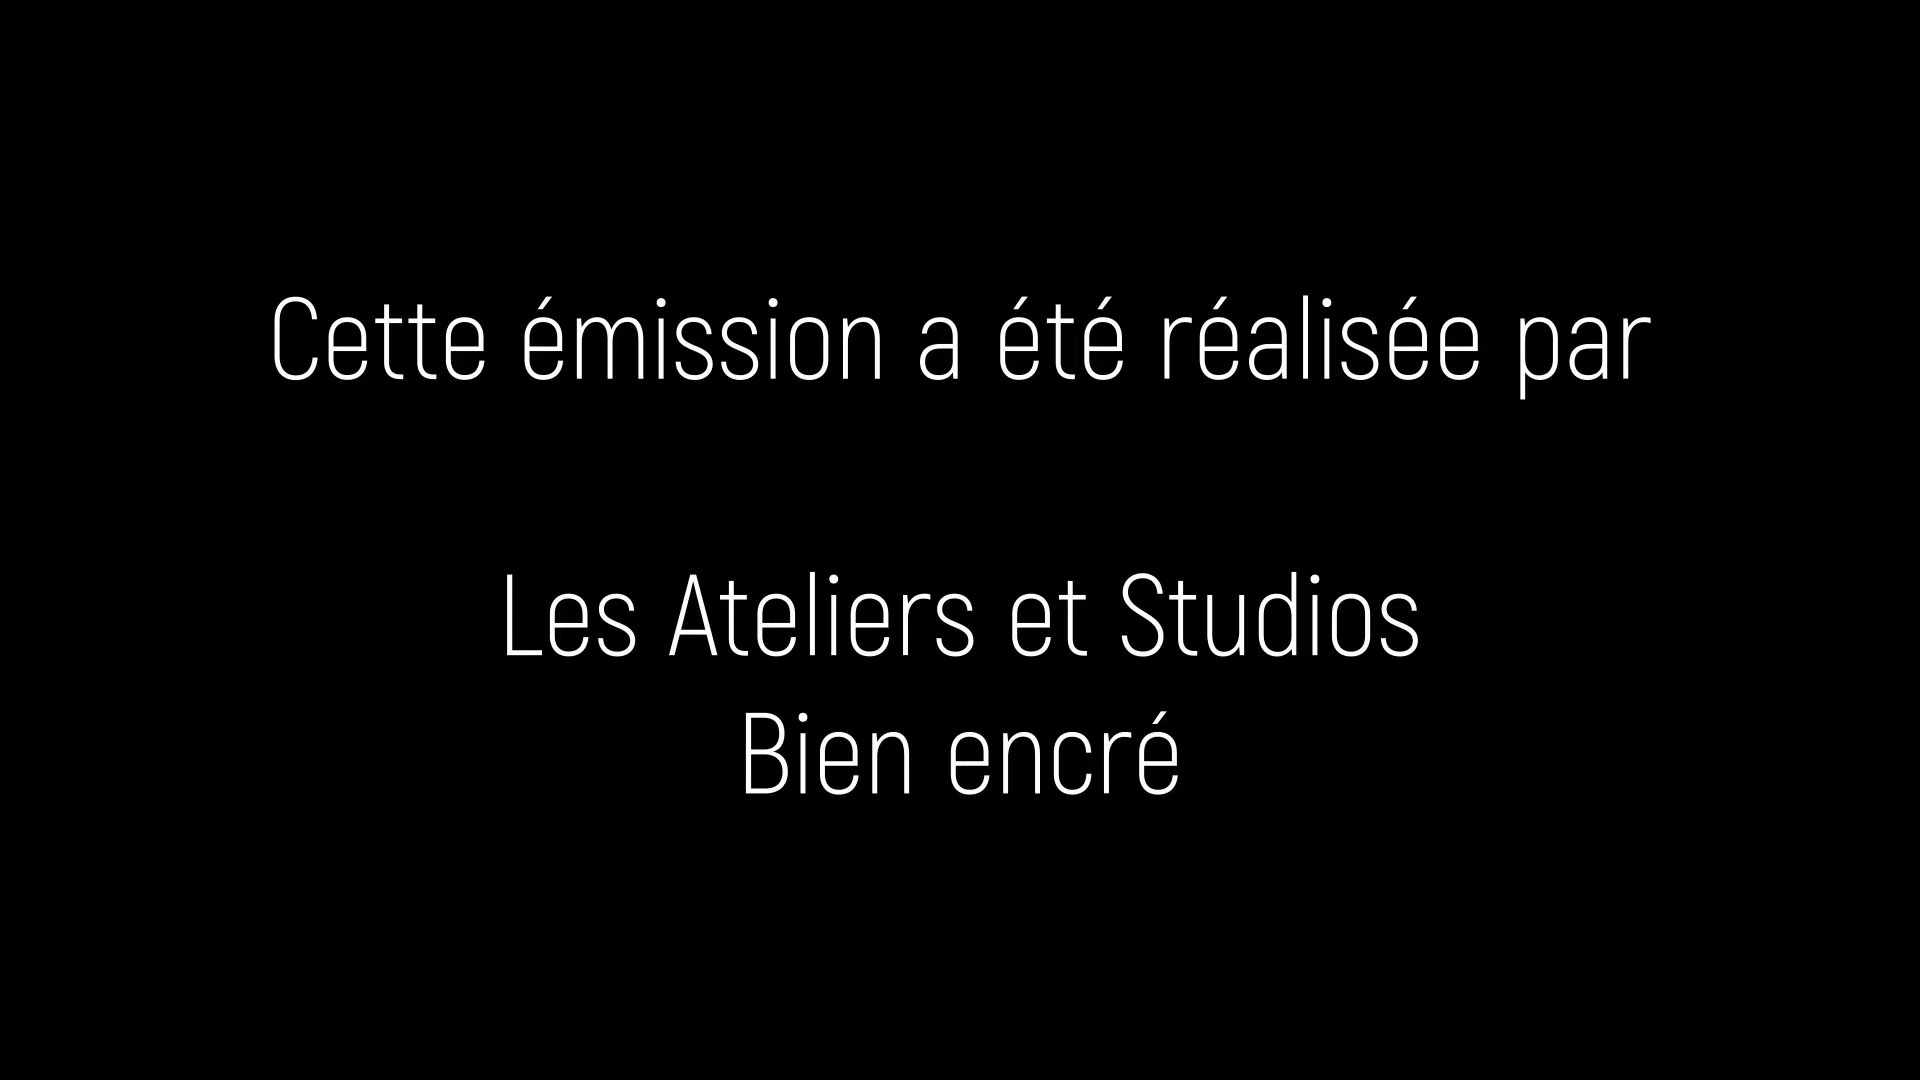 Cette émission a été réalisée par
Les Ateliers et Studios
Bien encré